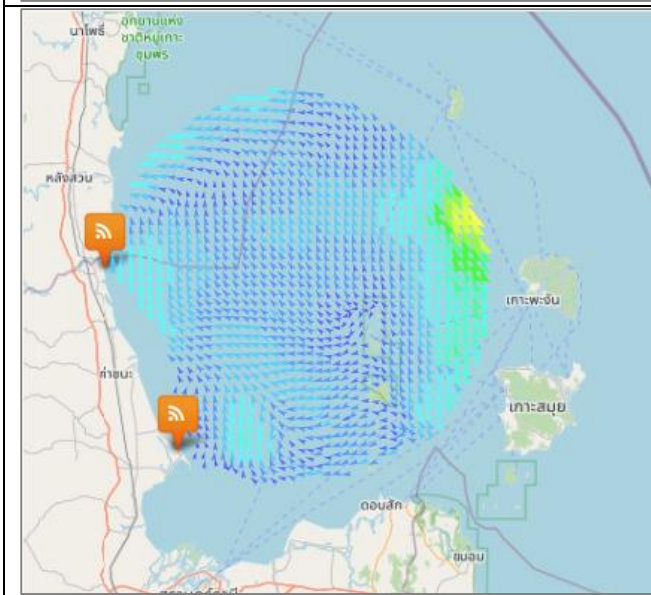 อุทยานแห่ง
ชาติหมู่เกาะ
ชุมพร
นาโพธิ์
หลังสวน
เกาะพะงัน
ท่าชนะ
เกาะสมุย
ดอนสัก
ขนอม